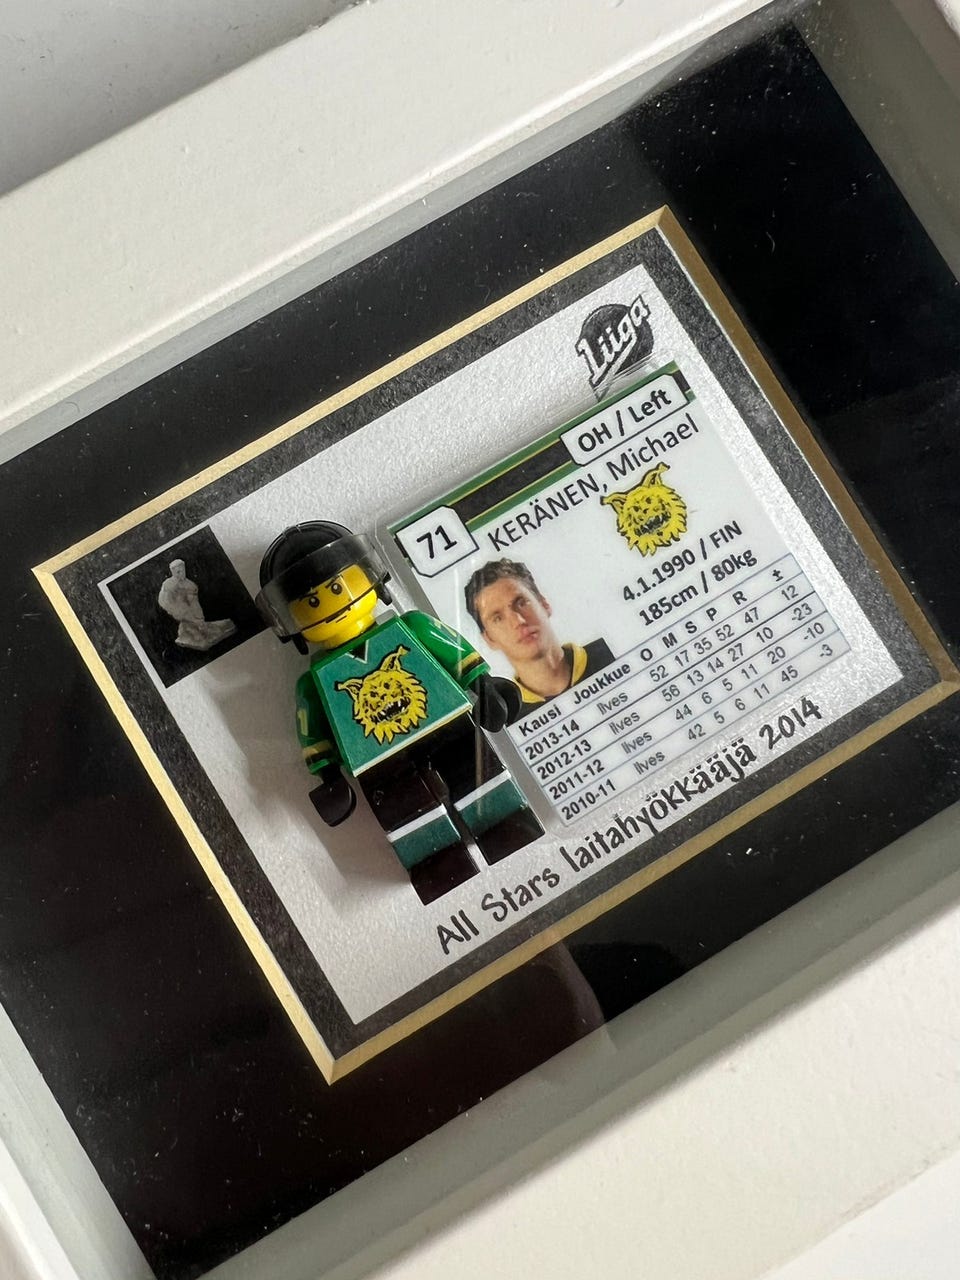 Liiga
OH / Left
71
KERÄNEN, Michael
4.1.1990 / FIN
185cm / 80kg
Kausi Joukkue O M S P R ±
2013-14 Ilves 52 17 35 52 47 12
2012-13 Ilves 56 13 14 27 10 -23
2011-12 Ilves 44 6 5 11 20 -10
2010-11 Ilves 42 5 6 11 45 -3
All Stars laitahyökkääjä 2014